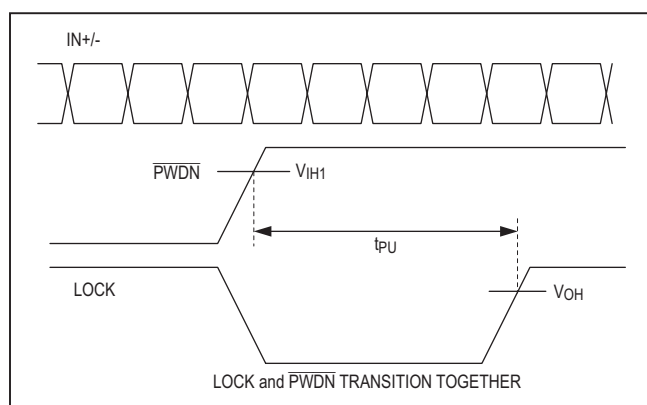 IN+/-
PWDN
VIH1
tPU
LOCK
VOH
LOCK and PWDN TRANSITION TOGETHER